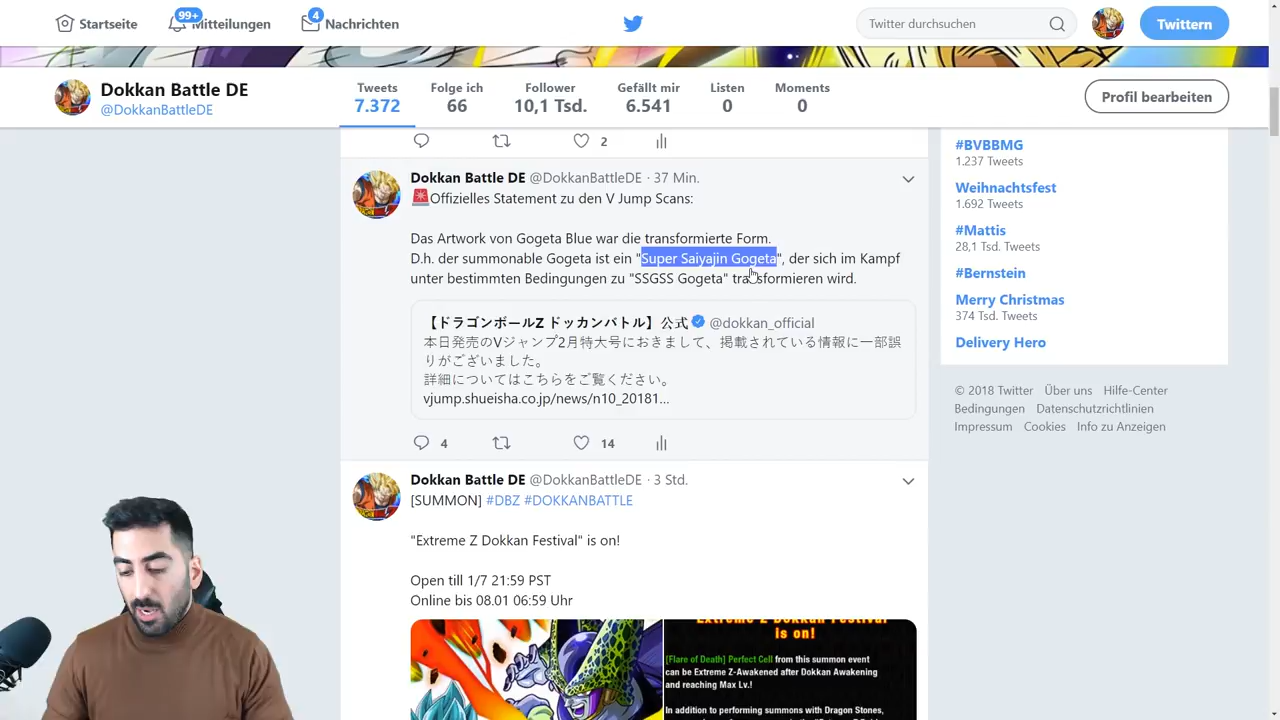 Startseite
99+
Mitteilungen
4
Nachrichten
Twitter durchsuchen
Twittern
Dokkan Battle DE
@DokkanBattleDE
Tweets
7.372
Folge ich
66
Follower
10,1 Tsd.
Gefällt mir
6.541
Listen
0
Moments
0
Profil bearbeiten
2
Dokkan Battle DE @DokkanBattleDE · 37 Min.
🚨Offizielles Statement zu den V Jump Scans:
Das Artwork von Gogeta Blue war die transformierte Form.
D.h. der summonable Gogeta ist ein "Super Saiyajin Gogeta", der sich im Kampf
unter bestimmten Bedingungen zu "SSGSS Gogeta" transformieren wird.
【ドラゴンボールZ ドッカンバトル】公式 @dokkan_official
本日発売のVジャンプ2月特大号におきまして、掲載されている情報に一部誤
りがございました。
詳細についてはこちらをご覧ください。
vjump.shueisha.co.jp/news/n10_20181...
4
14
Dokkan Battle DE @DokkanBattleDE · 3 Std.
[SUMMON] #DBZ #DOKKANBATTLE
"Extreme Z Dokkan Festival" is on!
Open till 1/7 21:59 PST
Online bis 08.01 06:59 Uhr
Extreme Z Dokkan Festival
is on!
[Flare of Death] Perfect Cell from this summon event
can be Extreme Z-Awakened after Dokkan Awakening
and reaching Max Lv.!
In addition to performing summons with Dragon Stones,
#BVBBMG
1.237 Tweets
Weihnachtsfest
1.692 Tweets
#Mattis
28,1 Tsd. Tweets
#Bernstein
Merry Christmas
374 Tsd. Tweets
Delivery Hero
© 2018 Twitter Über uns Hilfe-Center
Bedingungen Datenschutzrichtlinien
Impressum Cookies Info zu Anzeigen